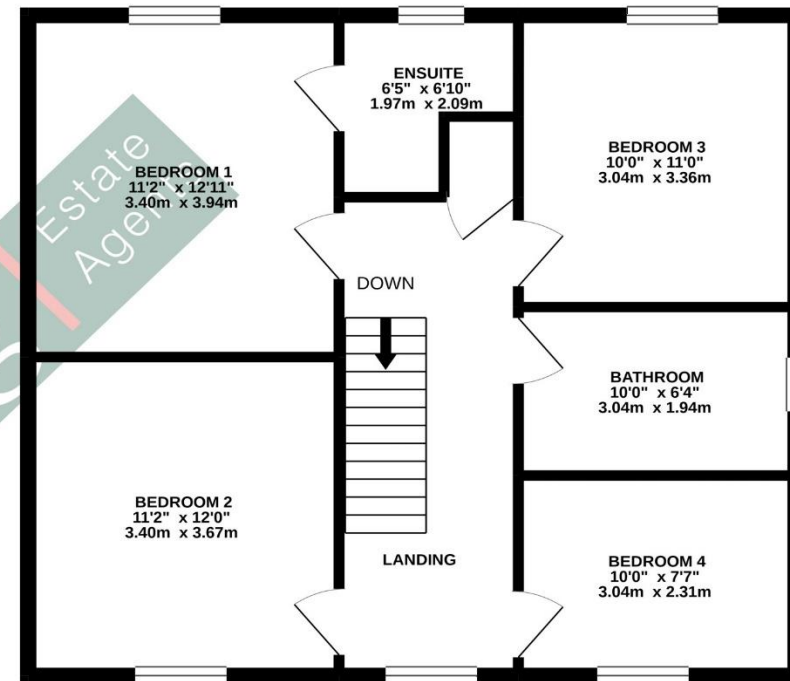 ENSUITE
6'5" x 6'10"
1.97m x 2.09m
BEDROOM 1
11'2" x 12'11"
3.40m x 3.94m
BEDROOM 3
10'0" x 11'0"
3.04m x 3.36m
Estate
Agents
DOWN
BATHROOM
10'0" x 6'4"
3.04m x 1.94m
BEDROOM 2
11'2" x 12'0"
3.40m x 3.67m
LANDING
BEDROOM 4
10'0" x 7'7"
3.04m x 2.31m